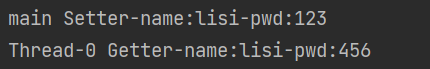 main Setter-name:lisi-pwd:123
Thread-0 Getter-name:lisi-pwd:456